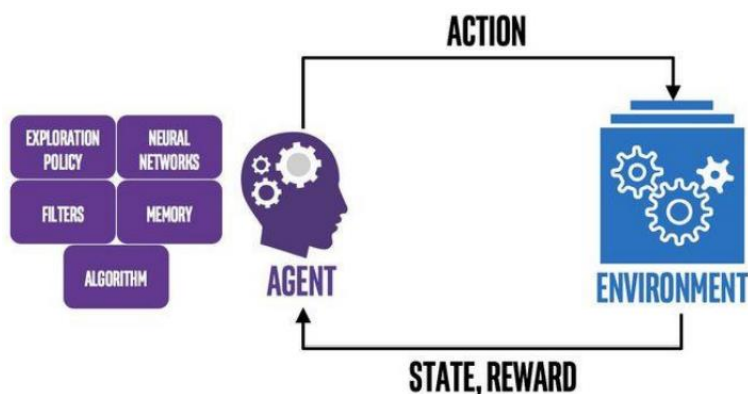 ACTION
EXPLORATION
POLICY
NEURAL
NETWORKS
FILTERS
MEMORY
ALGORITHM
AGENT
ENVIRONMENT
STATE, REWARD